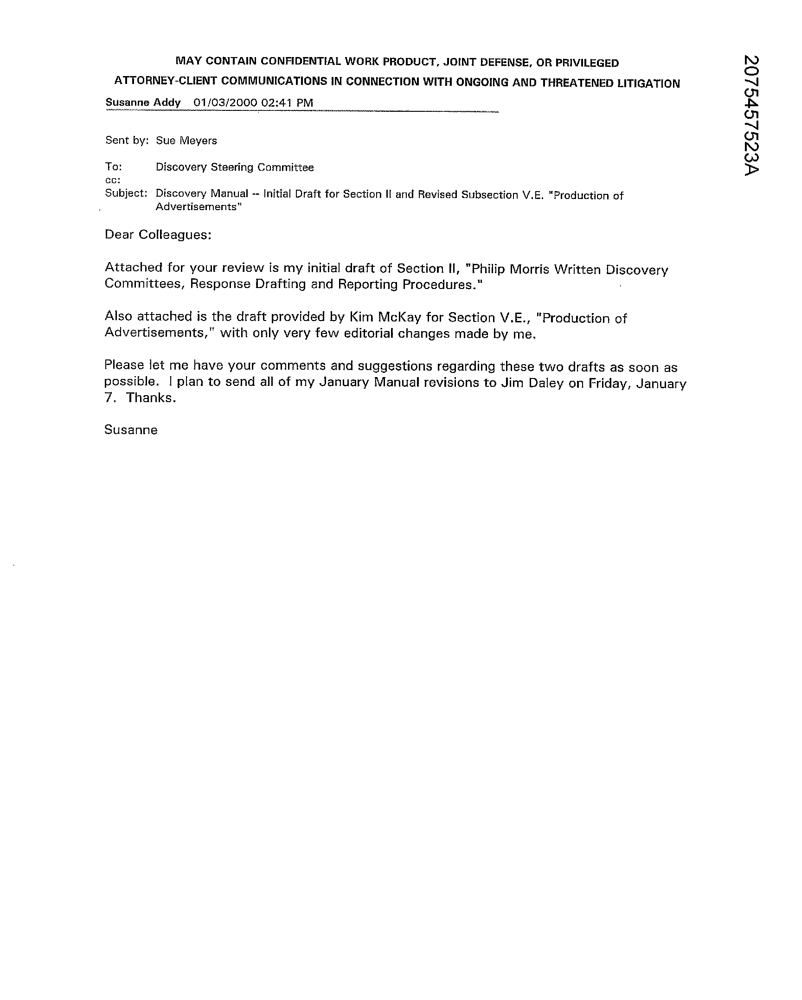 MAY CONTAIN CONFIDENTIAL WORK PRODUCT, JOINT DEFENSE, OR PRIVILEGED
ATTORNEY-CLIENT COMMUNICATIONS IN CONNECTION WITH ONGOING AND THREATENED LITIGATION
Susanne Addy 01/03/2000 02:41 PM
Sent by: Sue Meyers
To: Discovery Steering Committee
cc:
Subject: Discovery Manual -- Initial Draft for Section II and Revised Subsection V.E. "Production of
Advertisements"
Dear Colleagues:
Attached for your review is my initial draft of Section II, "Philip Morris Written Discovery
Committees, Response Drafting and Reporting Procedures."
Also attached is the draft provided by Kim McKay for Section V.E., "Production of
Advertisements," with only very few editorial changes made by me.
Please let me have your comments and suggestions regarding these two drafts as soon as
possible. I plan to send all of my January Manual revisions to Jim Daley on Friday, January
7. Thanks.
Susanne
2075457523A